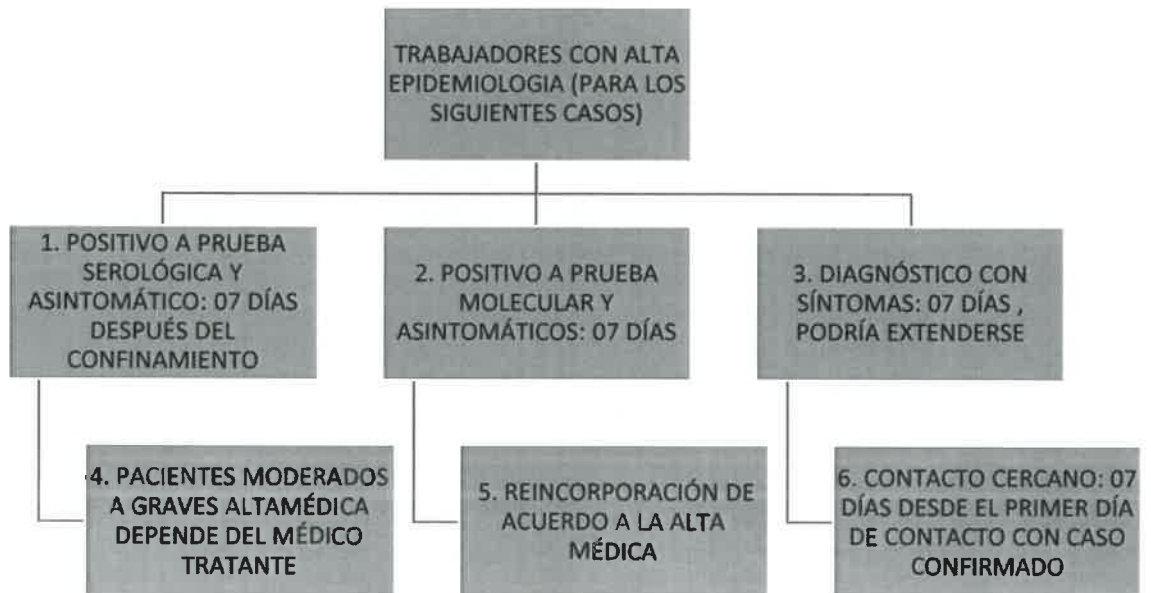 TRABAJADORES CON ALTA
EPIDEMIOLOGIA (PARA LOS
SIGUIENTES CASOS)
1. POSITIVO A PRUEBA
SEROLÓGICA Y
ASINTOMÁTICO: 07 DÍAS
DESPUÉS DEL
CONFINAMIENTO
2. POSITIVO A PRUEBA
MOLECULAR Y
ASINTOMÁTICOS: 07 DÍAS
3. DIAGNÓSTICO CON
SÍNTOMAS: 07 DÍAS ,
PODRÍA EXTENDERSE
4. PACIENTES MODERADOS
A GRAVES ALTAMÉDICA
DEPENDE DEL MÉDICO
TRATANTE
5. REINCORPORACIÓN DE
ACUERDO A LA ALTA
MÉDICA
6. CONTACTO CERCANO: 07
DÍAS DESDE EL PRIMER DÍA
DE CONTACTO CON CASO
CONFIRMADO